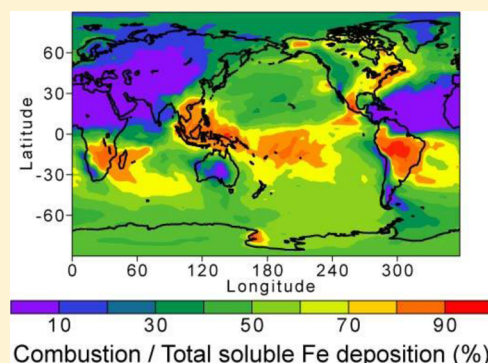 60
30
0
-30
-60
Latitude
0 60 120 180 240 300
Longitude
10 30 50 70 90
Combustion / Total soluble Fe deposition (%)